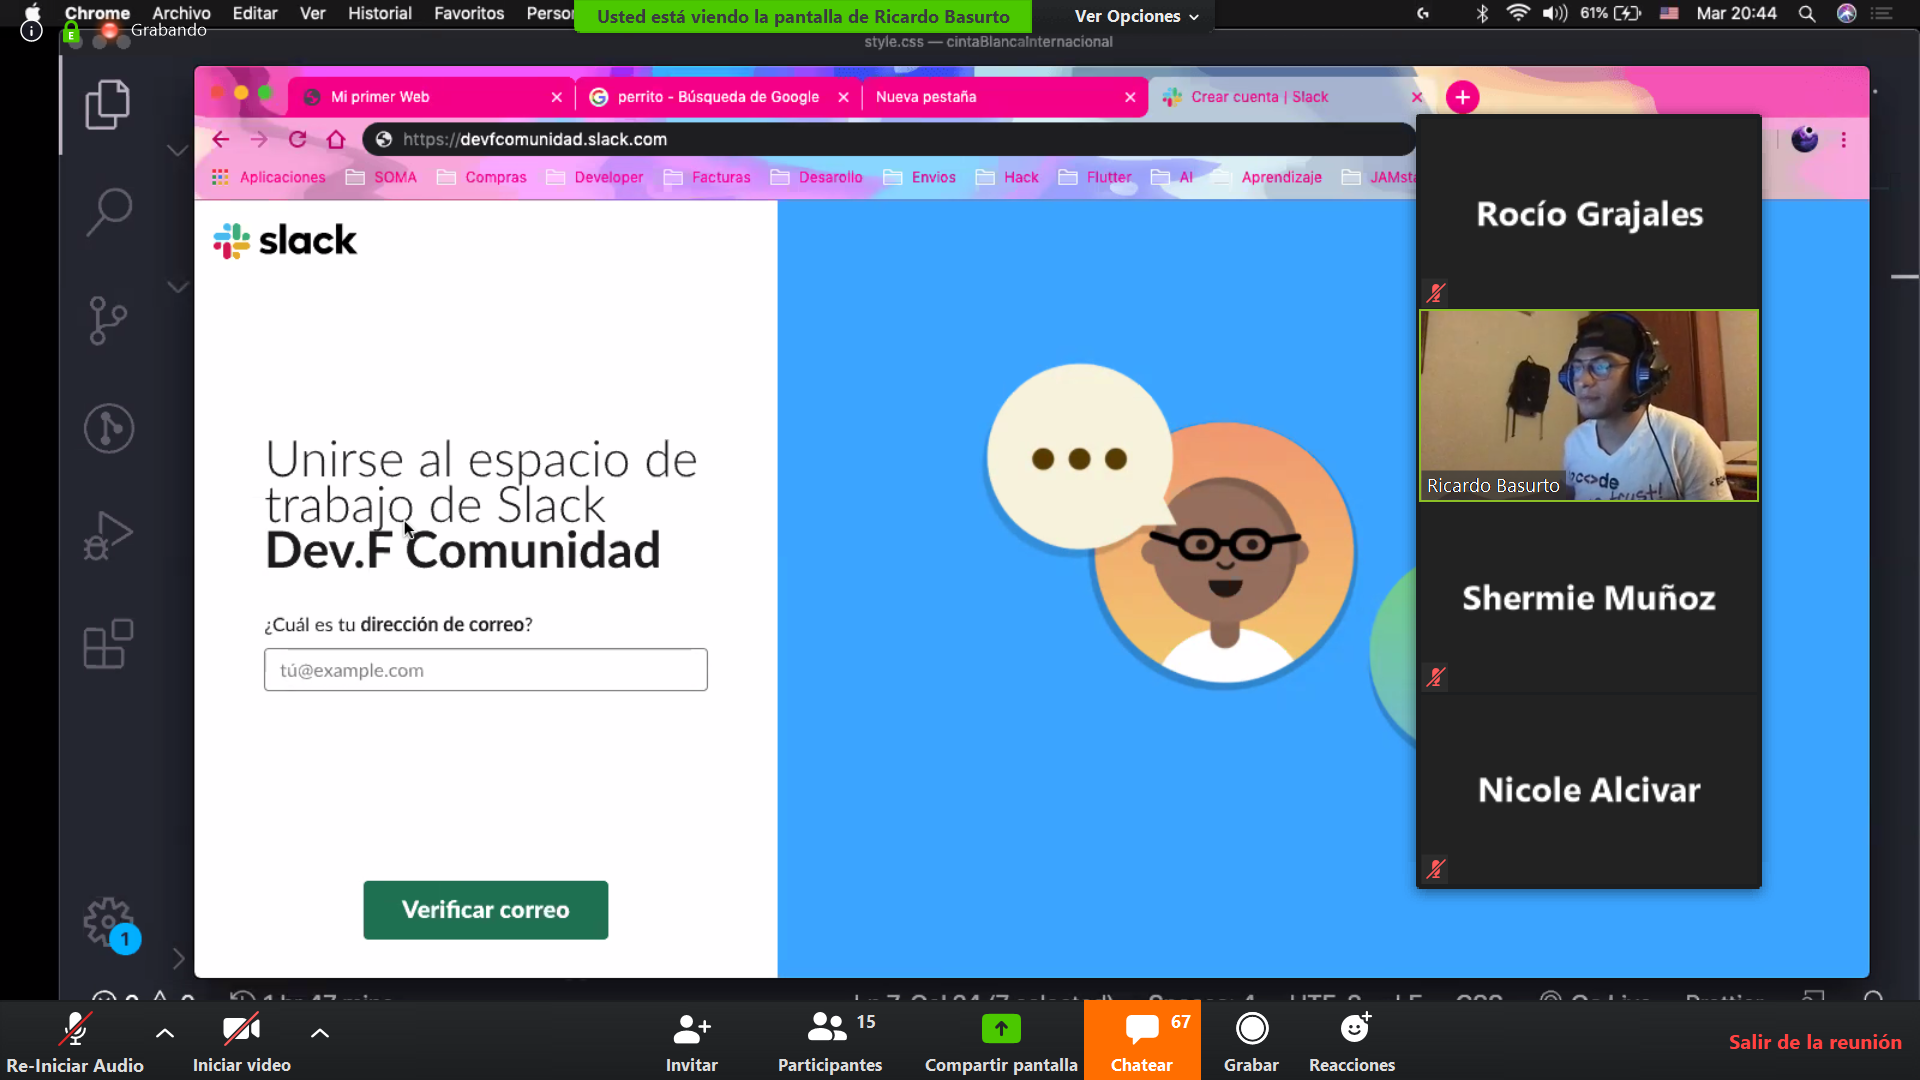 Chrome Archivo Editar Ver Historial Favoritos Perso
Usted está viendo la pantalla de Ricardo Basurto
Ver Opciones
61%
Mar 20:44
Grabando
style.css — cintaBlancaInternacional
Mi primer Web
perrito - Búsqueda de Google
Nueva pestaña
Crear cuenta | Slack
https://devfcomunidad.slack.com
Aplicaciones SOMA Compras Developer Facturas Desarollo Envios Hack Flutter AI Aprendizaje JAMsta
slack
Unirse al espacio de
trabajo de Slack
Dev.F Comunidad
¿Cuál es tu dirección de correo?
tú@example.com
Verificar correo
Rocío Grajales
Ricardo Basurto
Shermie Muñoz
Nicole Alcivar
1
Re-Iniciar Audio
Iniciar video
Invitar
15
Participantes
Compartir pantalla
67
Chatear
Grabar
Reacciones
Salir de la reunión